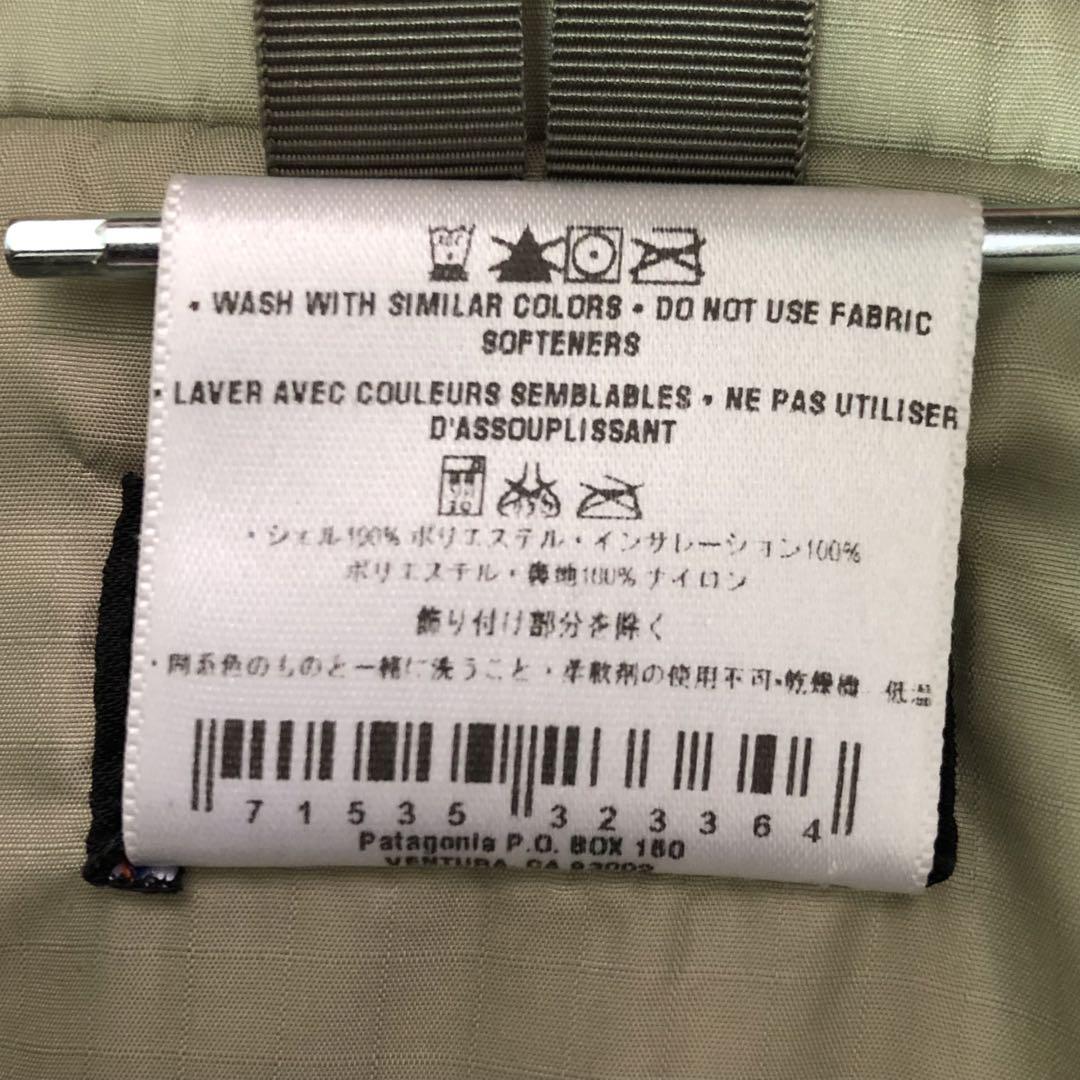 • WASH WITH SIMILAR COLORS • DO NOT USE FABRIC
SOFTENERS
• LAVER AVEC COULEURS SEMBLABLES • NE PAS UTILISER
D'ASSOUPLISSANT
・シェル100% ポリエステル・インサレーション100%
ポリエステル・裏地100% ナイロン
飾り付け部分を除く
・同系色のものと一緒に洗うこと・柔軟剤の使用不可・乾燥機 低温
7 1 5 3 5 3 2 3 3 6 4
Patagonia P.O. BOX 150
VENTURA, CA 93002